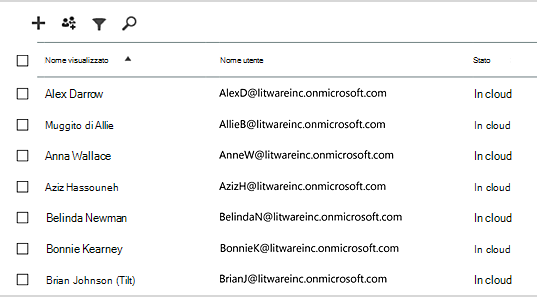 Nome visualizzato Nome utente Stato
Alex Darrow AlexD@litwareinc.onmicrosoft.com In cloud
Muggito di Allie AllieB@litwareinc.onmicrosoft.com In cloud
Anna Wallace AnneW@litwareinc.onmicrosoft.com In cloud
Aziz Hassouneh AzizH@litwareinc.onmicrosoft.com In cloud
Belinda Newman BelindaN@litwareinc.onmicrosoft.com In cloud
Bonnie Kearney BonnieK@litwareinc.onmicrosoft.com In cloud
Brian Johnson (Tilt) BrianJ@litwareinc.onmicrosoft.com In cloud